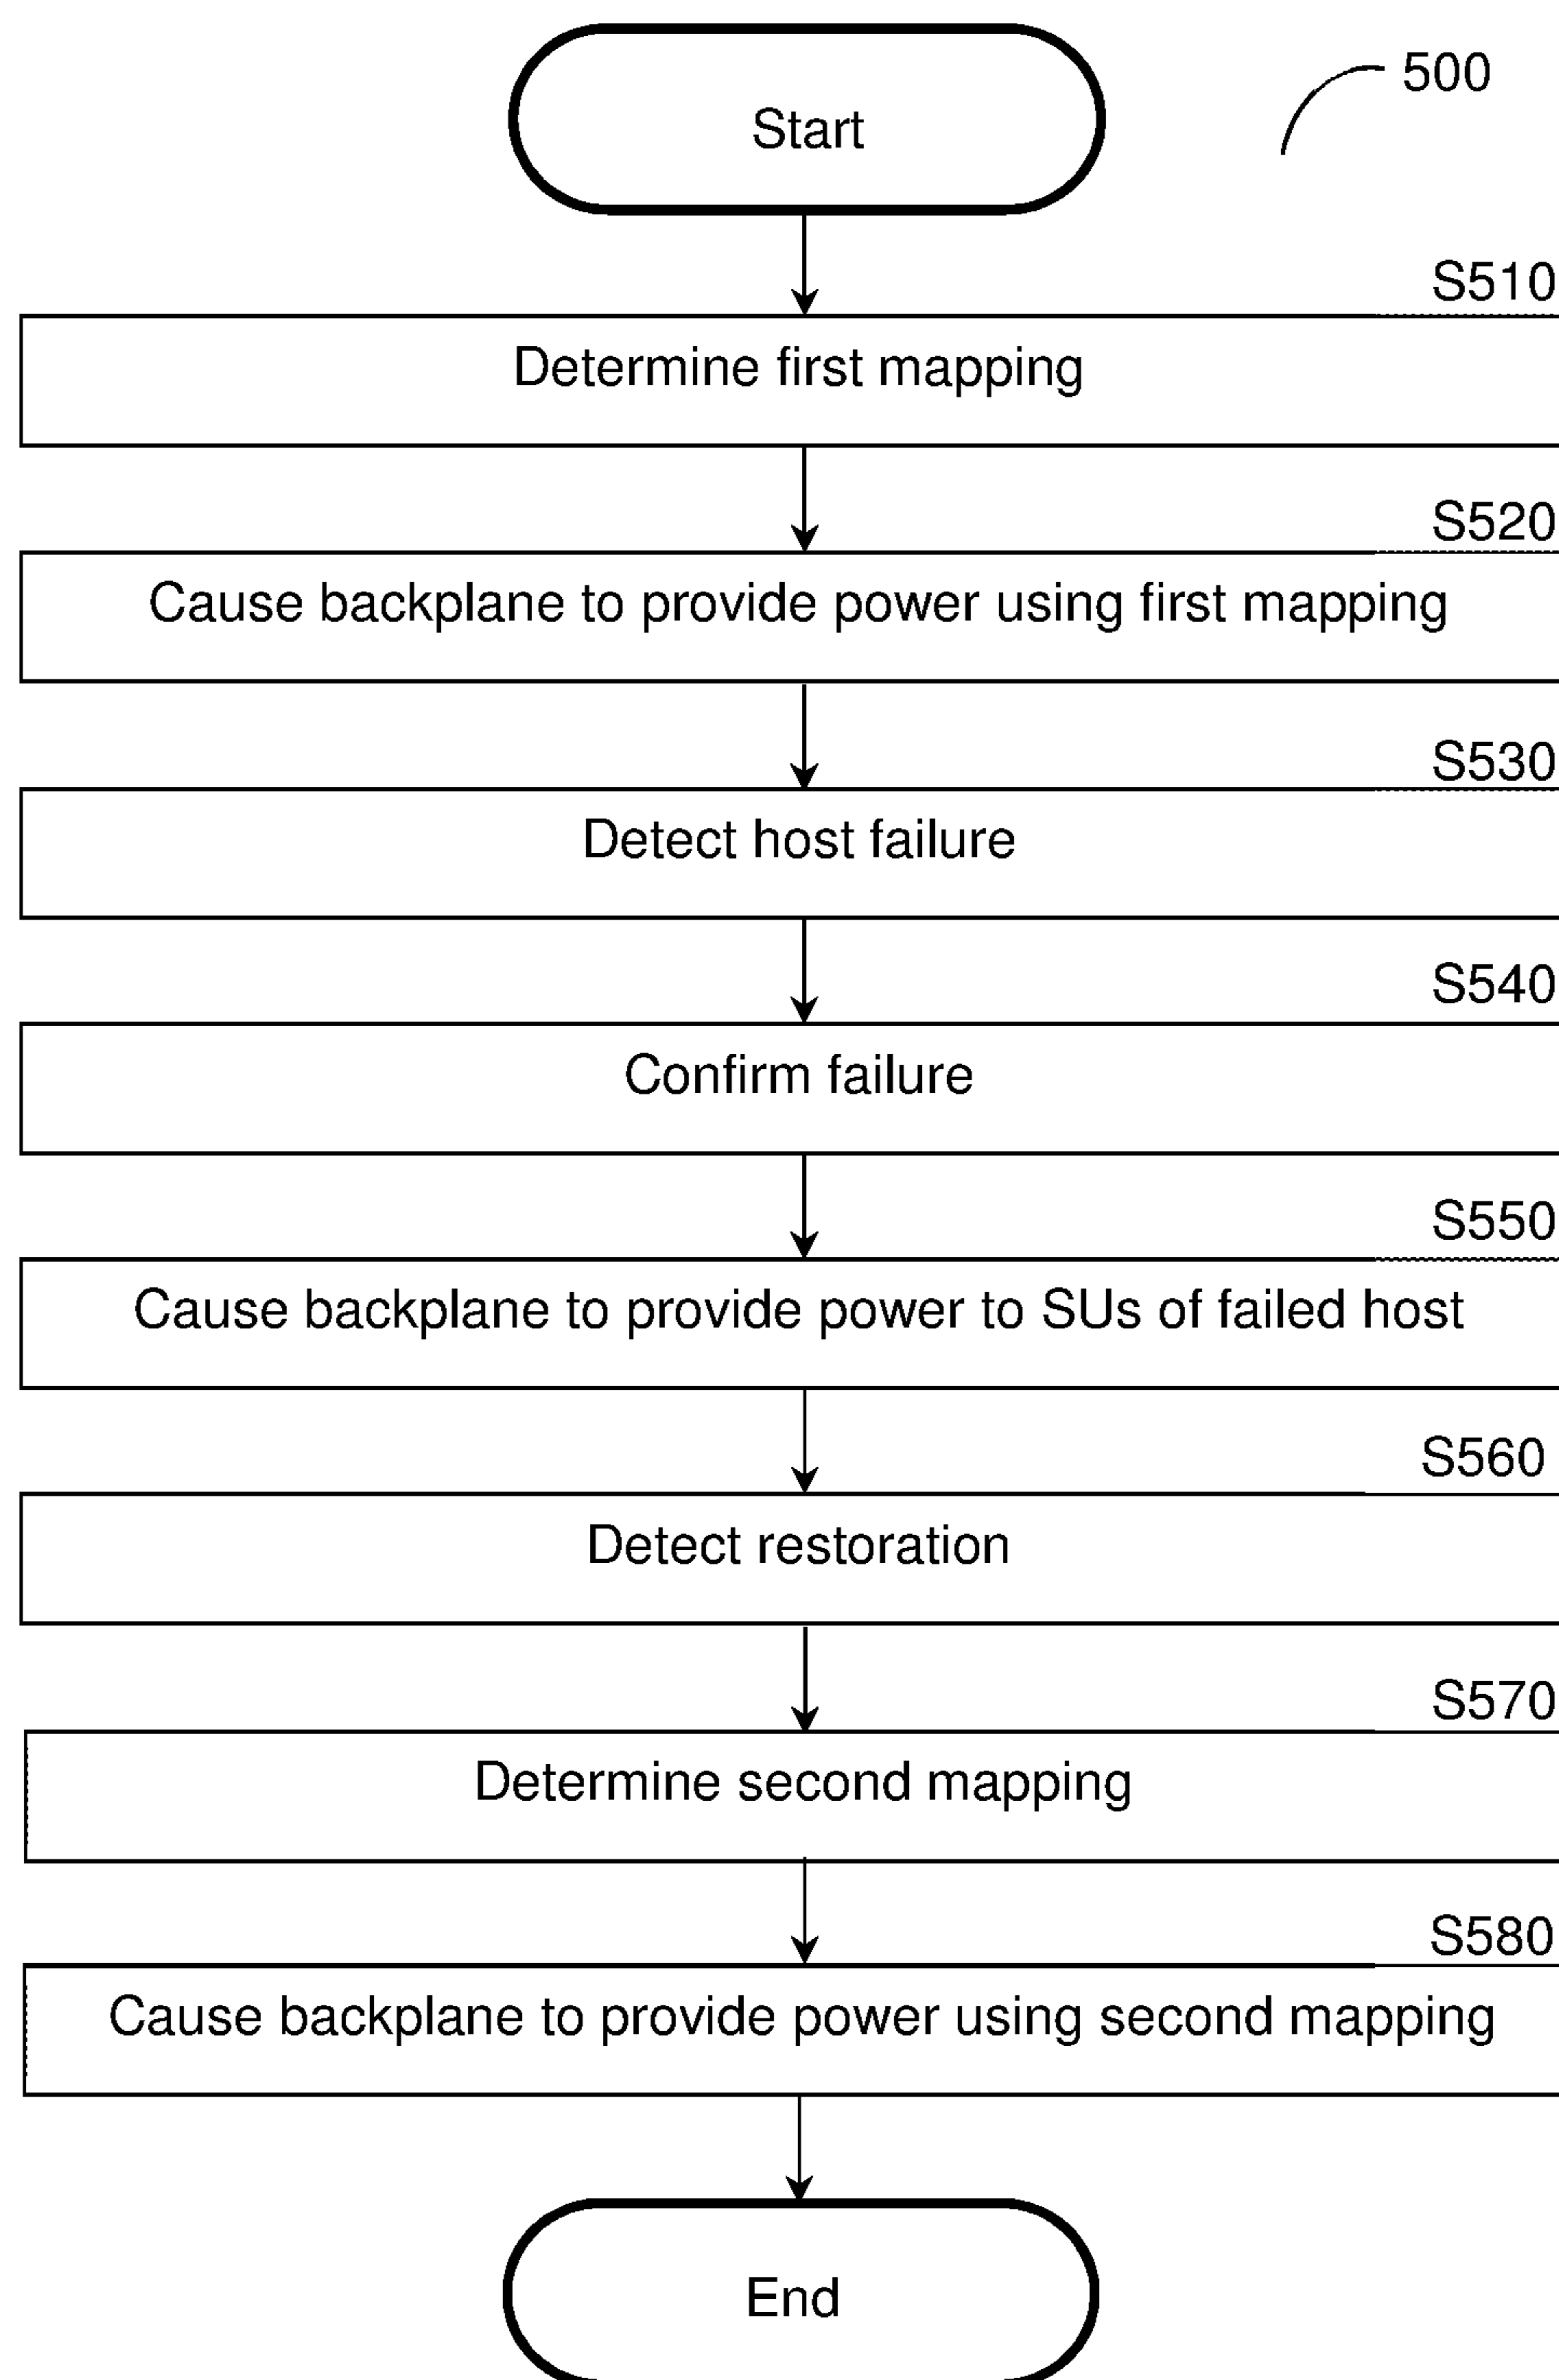 Start
500
S510
Determine first mapping
S520
Cause backplane to provide power using first mapping
S530
Detect host failure
S540
Confirm failure
S550
Cause backplane to provide power to SUs of failed host
S560
Detect restoration
S570
Determine second mapping
S580
Cause backplane to provide power using second mapping
End